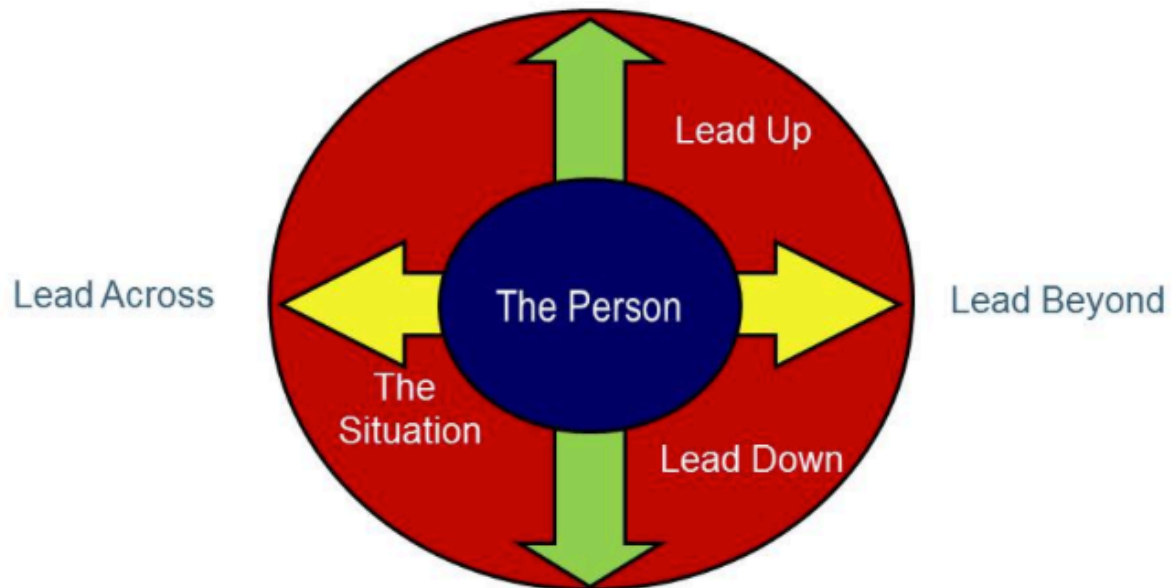 Lead Up
Lead Across
The Person
Lead Beyond
The
Situation
Lead Down